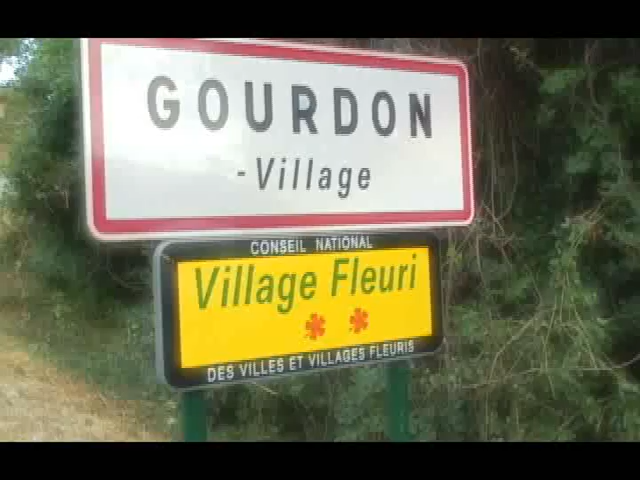 GOURDON
-Village
CONSEIL NATIONAL
Village Fleuri
DES VILLES ET VILLAGES FLEURIS